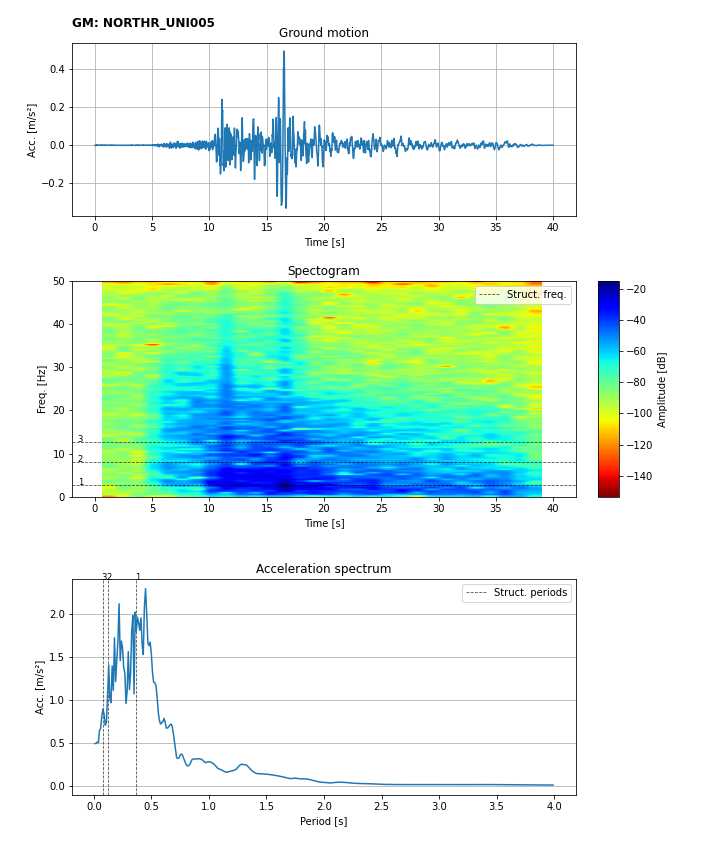 GM: NORTHR_UNI005
Ground motion
0.4
0.2
0.0
−0.2
Acc. [m/s²]
0 5 10 15 20 25 30 35 40
Time [s]
Spectogram
50
40
30
20
10
0
Freq. [Hz]
Struct. freq.
3
2
1
0 5 10 15 20 25 30 35 40
Time [s]
−20
−40
−60
−80
−100
−120
−140
Amplitude [dB]
Acceleration spectrum
32 1
2.0
1.5
1.0
0.5
0.0
Acc. [m/s²]
Struct. periods
0.0 0.5 1.0 1.5 2.0 2.5 3.0 3.5 4.0
Period [s]